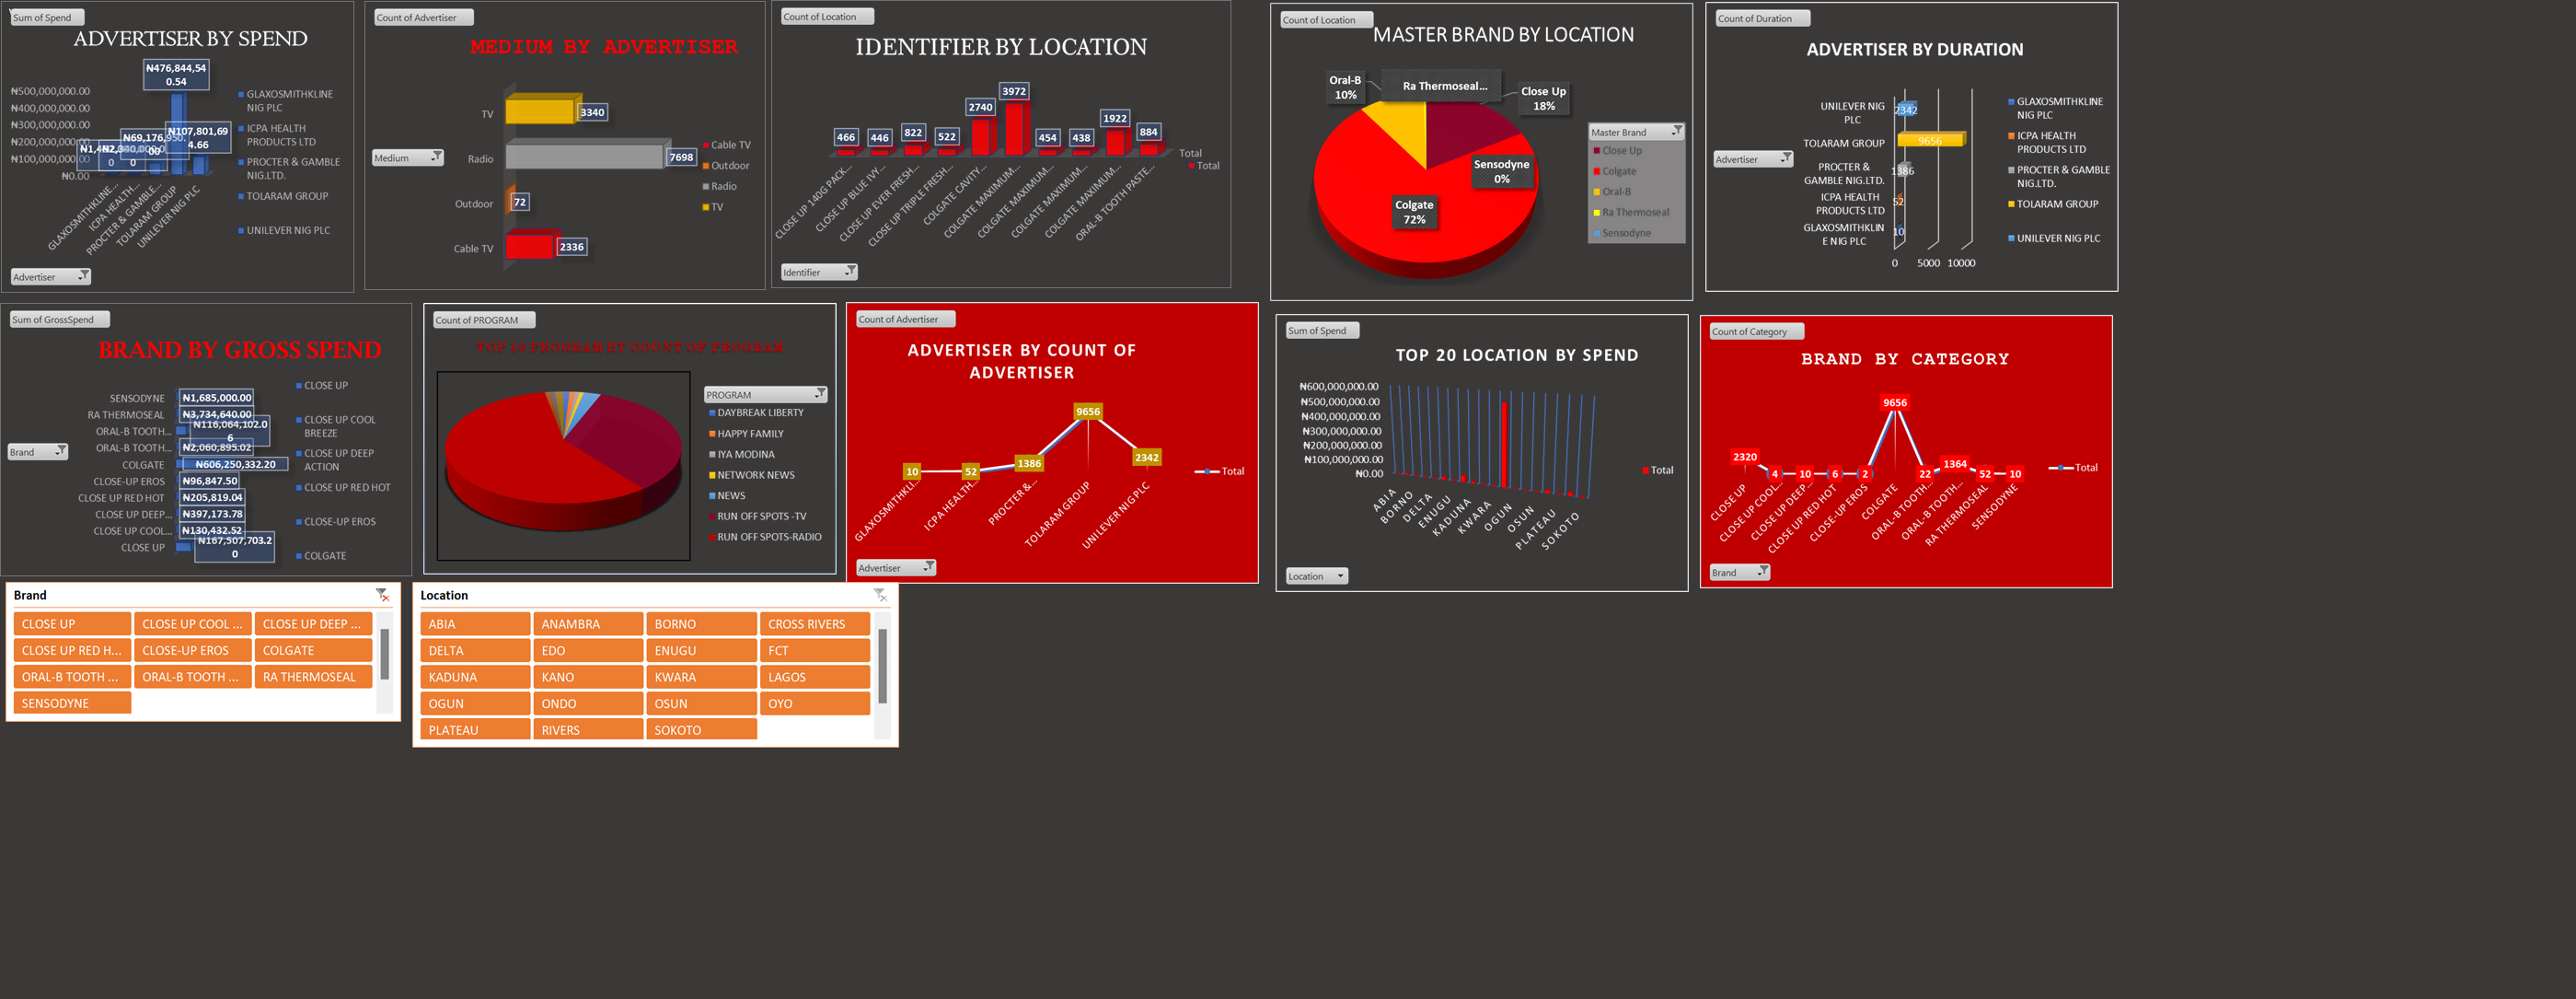 Sum of Spend
ADVERTISER BY SPEND
₦476,844,54
0.54
₦500,000,000.00
₦400,000,000.00
₦300,000,000.00
₦200,000,000.00
₦100,000,000.00
₦0.00
₦107,801,69
4.66
GLAXOSMITHKLINE...
ICPA HEALTH...
PROCTER & GAMBLE...
TOLARAM GROUP
UNILEVER NIG PLC
GLAXOSMITHKLINE
NIG PLC
ICPA HEALTH
PRODUCTS LTD
PROCTER & GAMBLE
NIG.LTD.
TOLARAM GROUP
UNILEVER NIG PLC
Advertiser
Count of Advertiser
MEDIUM BY ADVERTISER
TV
3340
Radio
7698
Outdoor
72
Cable TV
2336
Medium
Cable TV
Outdoor
Radio
TV
Count of Location
IDENTIFIER BY LOCATION
466
446
822
522
2740
3972
454
438
1922
884
Total
Total
CLOSE UP 140G PACK...
CLOSE UP BLUE IVY...
CLOSE UP EVER FRESH...
CLOSE UP TRIPLE FRESH...
COLGATE CAVITY...
COLGATE MAXIMUM...
COLGATE MAXIMUM...
COLGATE MAXIMUM...
COLGATE MAXIMUM...
ORAL-B TOOTH PASTE...
Identifier
Count of Location
MASTER BRAND BY LOCATION
Oral-B
10%
Ra Thermoseal...
Close Up
18%
Sensodyne
0%
Colgate
72%
Master Brand
Close Up
Colgate
Oral-B
Ra Thermoseal
Sensodyne
Count of Duration
ADVERTISER BY DURATION
UNILEVER NIG
PLC
2342
TOLARAM GROUP
9656
PROCTER &
GAMBLE NIG.LTD.
1386
ICPA HEALTH
PRODUCTS LTD
52
GLAXOSMITHKLIN
E NIG PLC
10
0 5000 10000
Advertiser
GLAXOSMITHKLINE
NIG PLC
ICPA HEALTH
PRODUCTS LTD
PROCTER & GAMBLE
NIG.LTD.
TOLARAM GROUP
UNILEVER NIG PLC
Sum of GrossSpend
BRAND BY GROSS SPEND
SENSODYNE
₦1,685,000.00
RA THERMOSEAL
₦3,734,640.00
ORAL-B TOOTH...
₦116,064,102.0
6
ORAL-B TOOTH...
₦2,060,895.02
COLGATE
₦606,250,332.20
CLOSE-UP EROS
₦96,847.50
CLOSE UP RED HOT
₦205,819.04
CLOSE UP DEEP...
₦397,173.78
CLOSE UP COOL...
₦130,432.52
CLOSE UP
₦167,507,703.2
0
Brand
CLOSE UP
CLOSE UP COOL
BREEZE
CLOSE UP DEEP
ACTION
CLOSE UP RED HOT
CLOSE-UP EROS
COLGATE
Count of PROGRAM
TOP 10 PROGRAM BY COUNT OF PROGRAM
PROGRAM
DAYBREAK LIBERTY
HAPPY FAMILY
IYA MODINA
NETWORK NEWS
NEWS
RUN OFF SPOTS -TV
RUN OFF SPOTS-RADIO
Count of Advertiser
ADVERTISER BY COUNT OF
ADVERTISER
10
52
1386
9656
2342
Total
GLAXOSMITHKLI...
ICPA HEALTH...
PROCTER &...
TOLARAM GROUP
UNILEVER NIG PLC
Advertiser
Sum of Spend
TOP 20 LOCATION BY SPEND
₦600,000,000.00
₦500,000,000.00
₦400,000,000.00
₦300,000,000.00
₦200,000,000.00
₦100,000,000.00
₦0.00
Total
ABIA
BORNO
DELTA
ENUGU
KADUNA
KWARA
OGUN
OSUN
PLATEAU
SOKOTO
Location
Count of Category
BRAND BY CATEGORY
2320
4
10
6
2
9656
22
1364
52
10
Total
CLOSE UP
CLOSE UP COOL...
CLOSE UP DEEP...
CLOSE UP RED HOT
CLOSE-UP EROS
COLGATE
ORAL-B TOOTH...
ORAL-B TOOTH...
RA THERMOSEAL
SENSODYNE
Brand
Brand
CLOSE UP
CLOSE UP COOL ...
CLOSE UP DEEP ...
CLOSE UP RED H...
CLOSE-UP EROS
COLGATE
ORAL-B TOOTH ...
ORAL-B TOOTH ...
RA THERMOSEAL
SENSODYNE
Location
ABIA
ANAMBRA
BORNO
CROSS RIVERS
DELTA
EDO
ENUGU
FCT
KADUNA
KANO
KWARA
LAGOS
OGUN
ONDO
OSUN
OYO
PLATEAU
RIVERS
SOKOTO